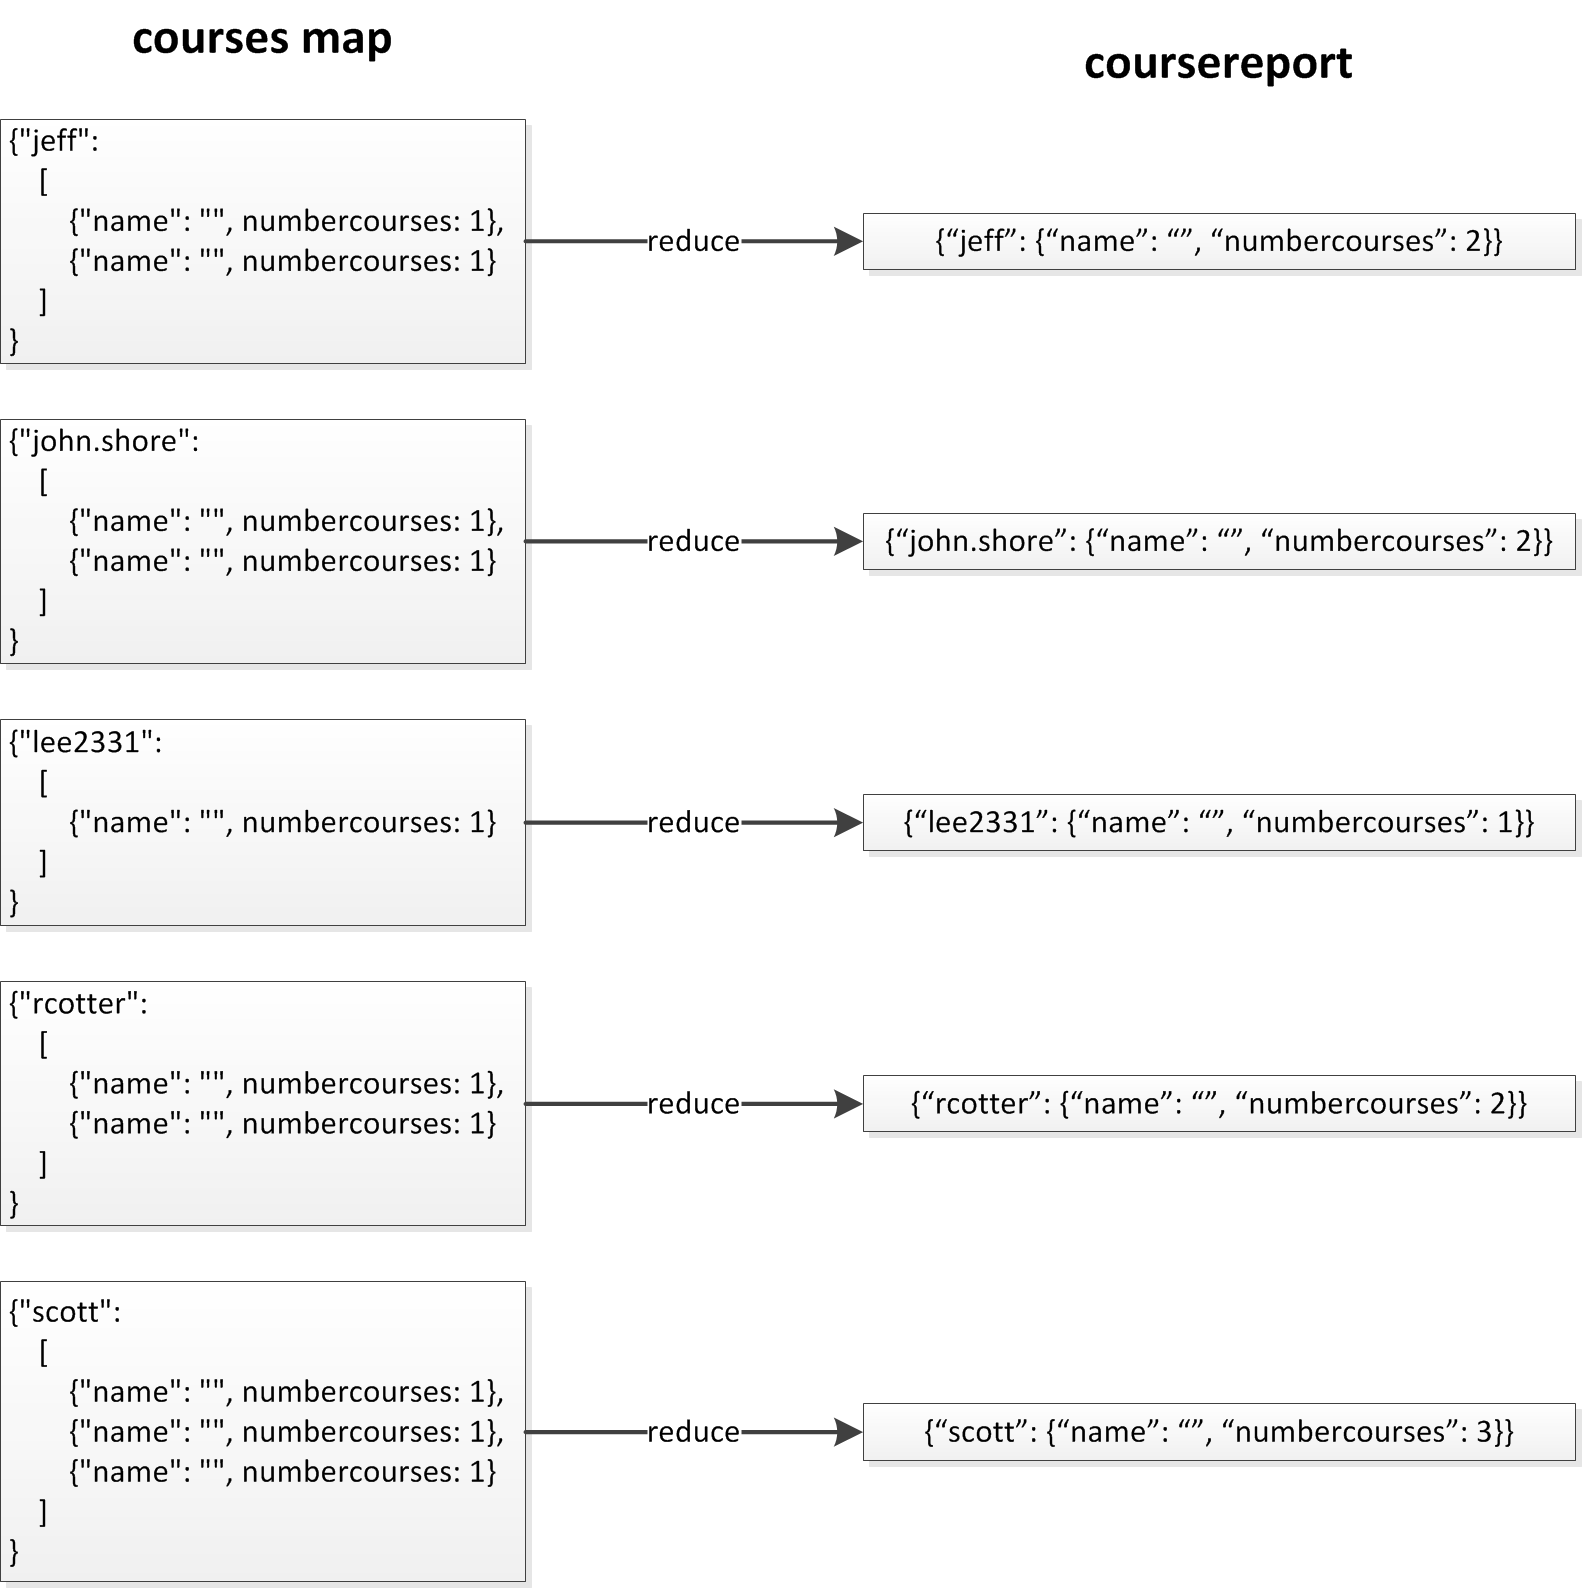 courses map
coursereport
{"jeff":
[
{"name": "", numbercourses: 1},
{"name": "", numbercourses: 1}
]
}
reduce
{“jeff”: {“name”: “”, “numbercourses”: 2}}
{"john.shore":
[
{"name": "", numbercourses: 1},
{"name": "", numbercourses: 1}
]
}
reduce
{“john.shore”: {“name”: “”, “numbercourses”: 2}}
{"lee2331":
[
{"name": "", numbercourses: 1}
]
}
reduce
{“lee2331”: {“name”: “”, “numbercourses”: 1}}
{"rcotter":
[
{"name": "", numbercourses: 1},
{"name": "", numbercourses: 1}
]
}
reduce
{“rcotter”: {“name”: “”, “numbercourses”: 2}}
{"scott":
[
{"name": "", numbercourses: 1},
{"name": "", numbercourses: 1},
{"name": "", numbercourses: 1}
]
}
reduce
{“scott”: {“name”: “”, “numbercourses”: 3}}